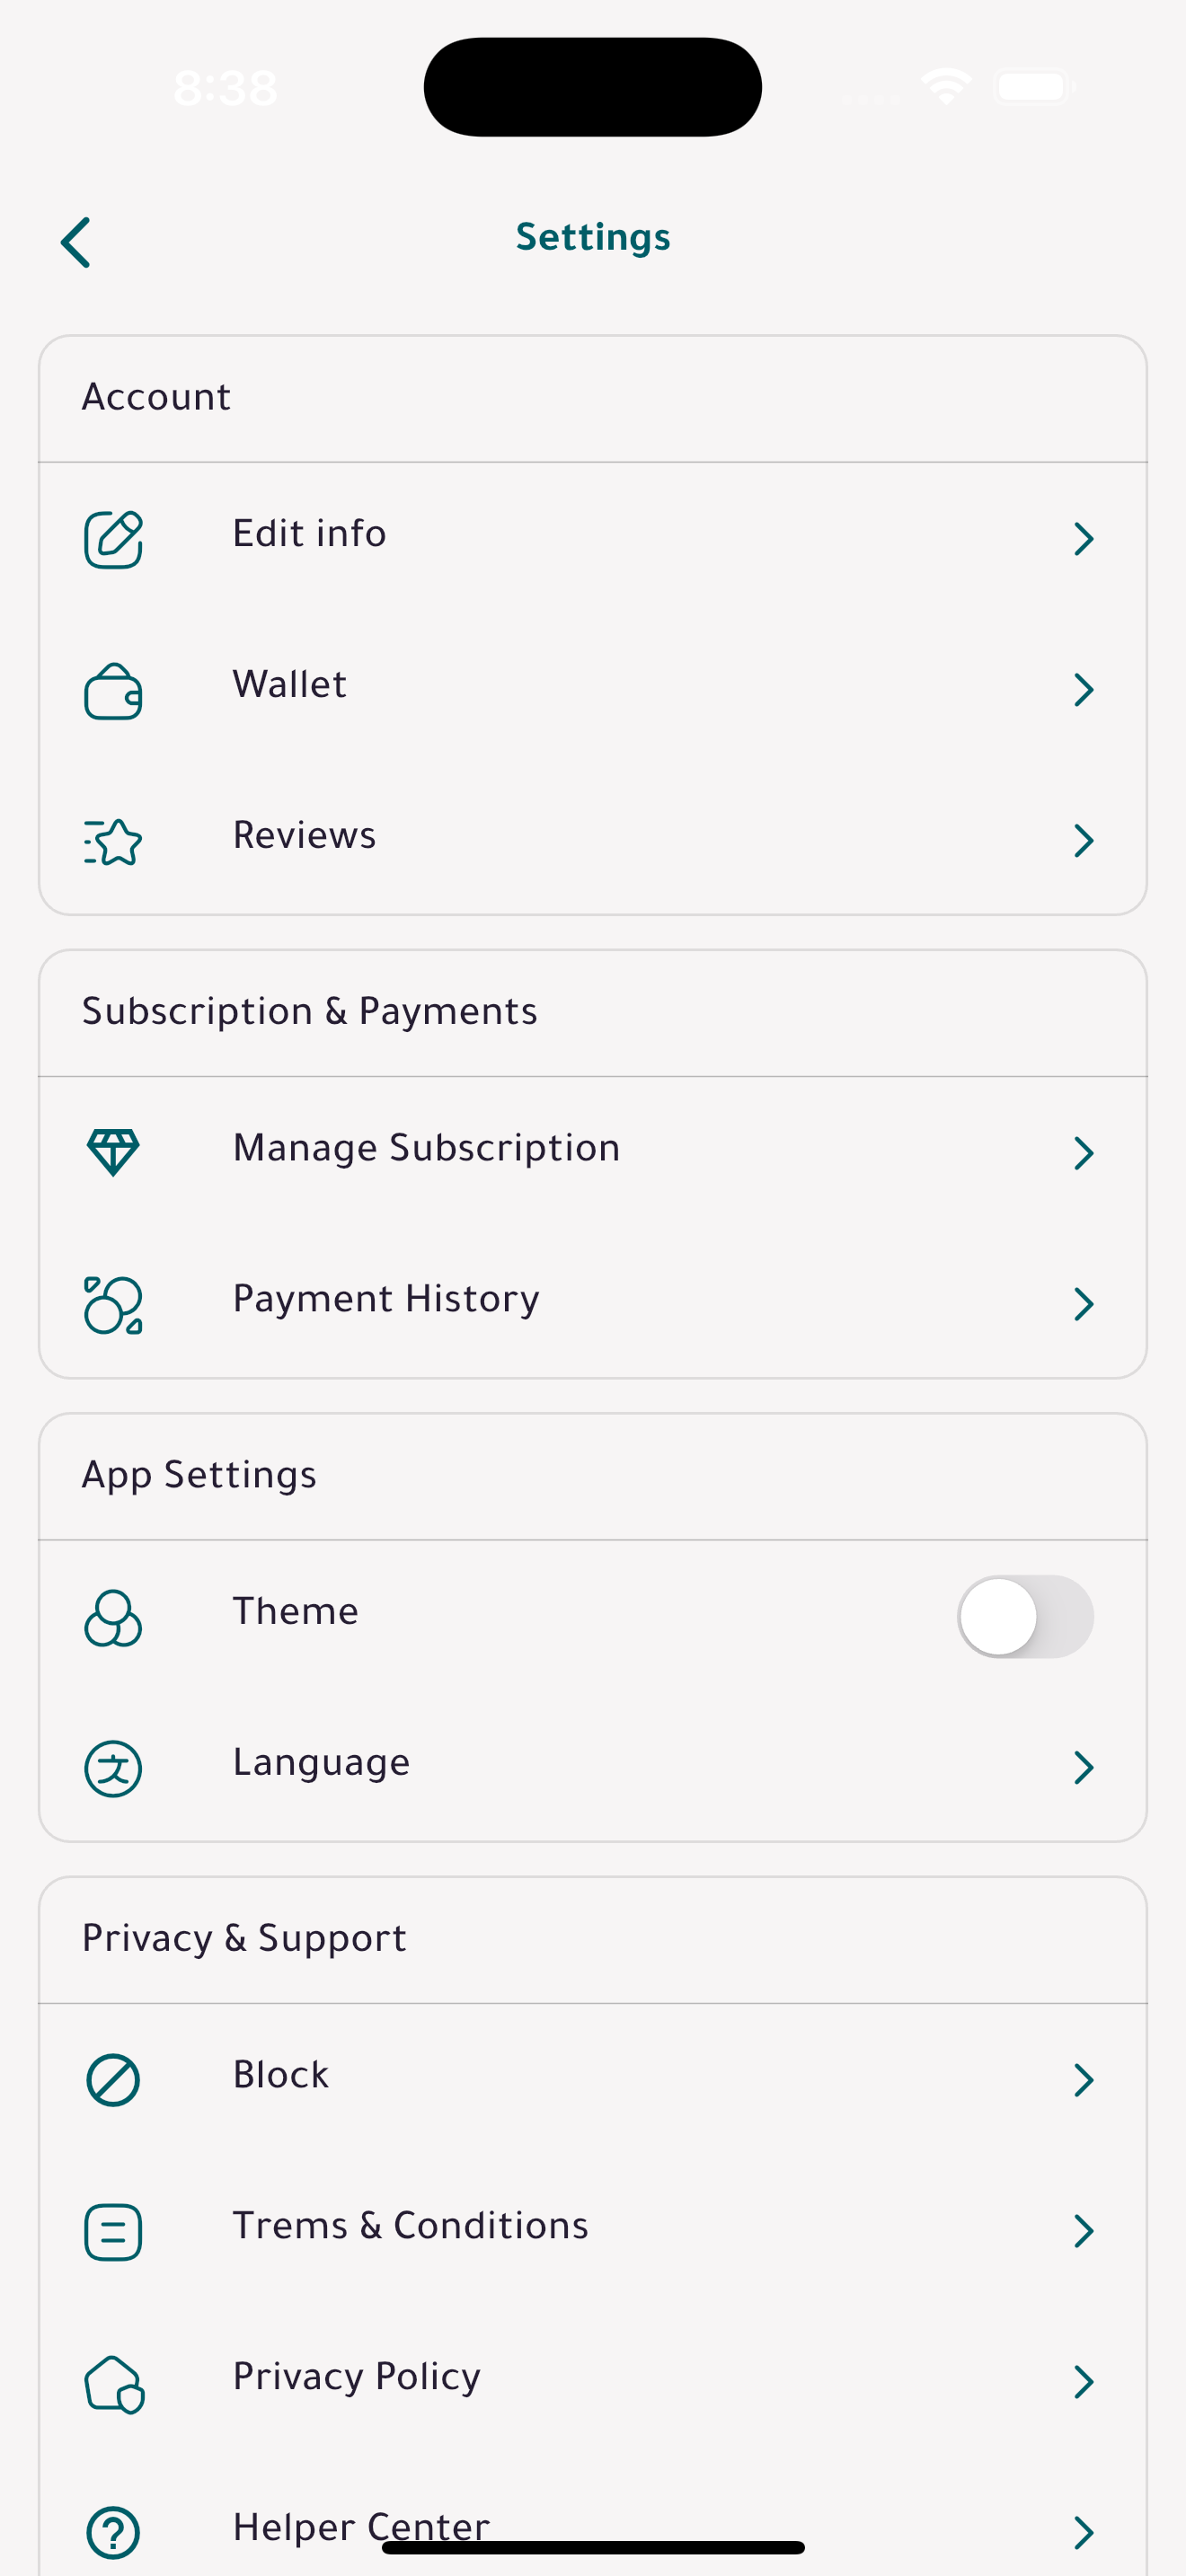 8:38
Settings
Account
Edit info
Wallet
Reviews
Subscription & Payments
Manage Subscription
Payment History
App Settings
Theme
Language
Privacy & Support
Block
Trems & Conditions
Privacy Policy
Helper Center